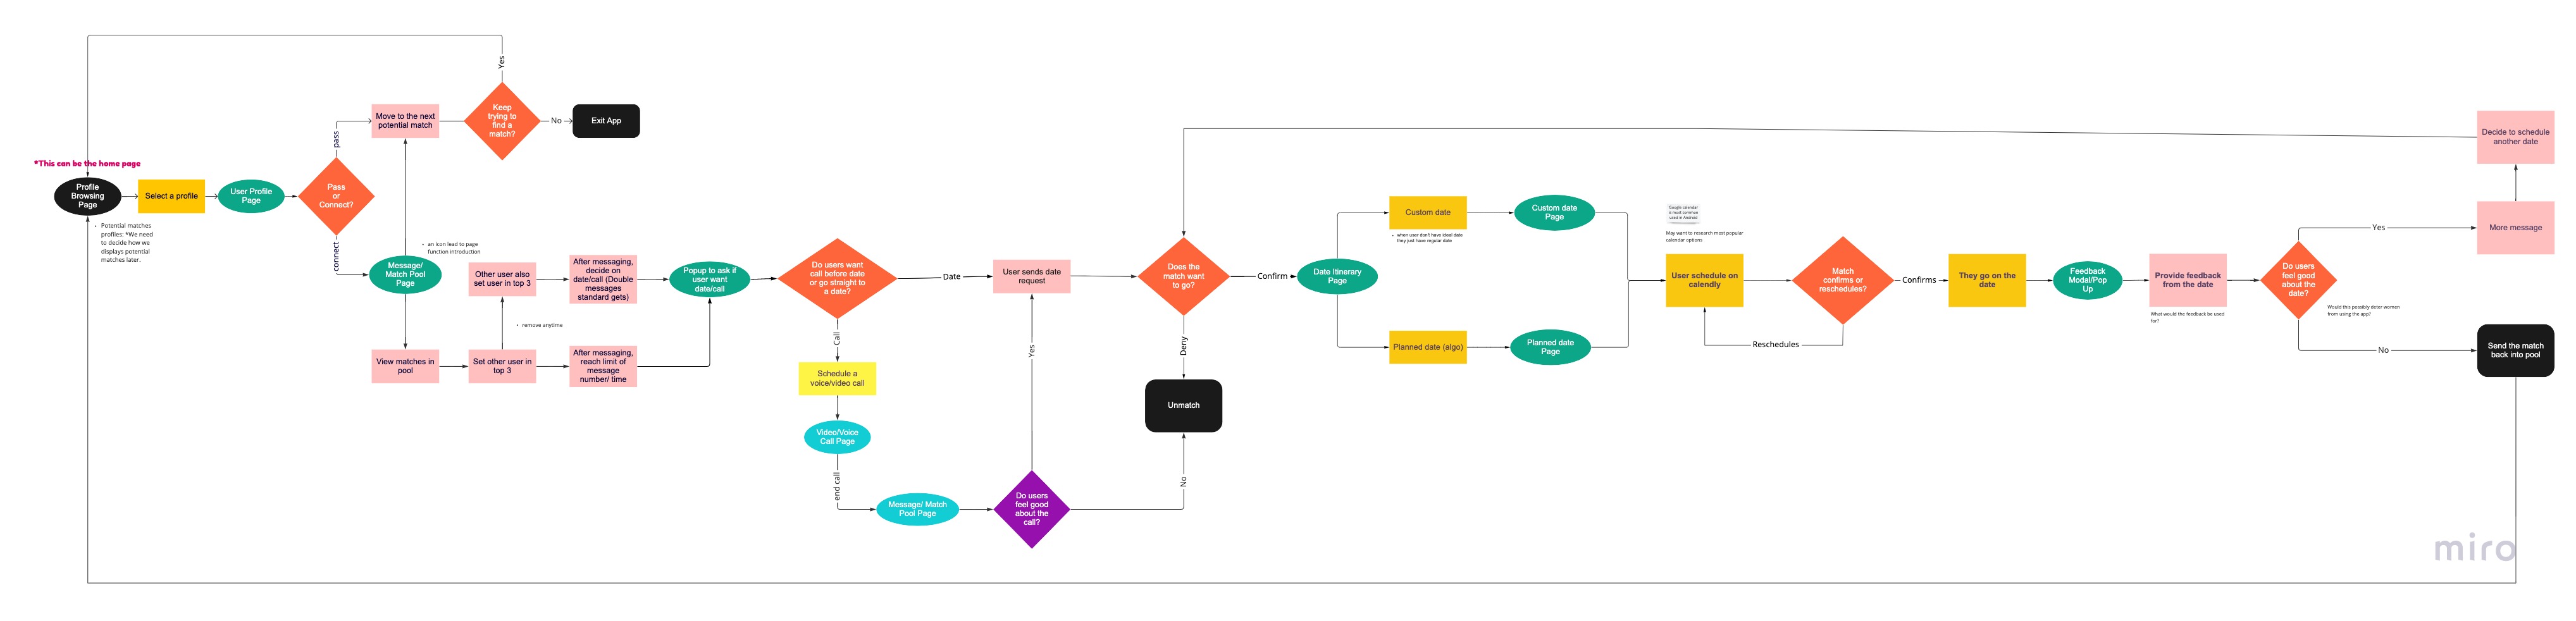 Yes
Keep
trying to
find a
match?
No
Exit App
Move to the next
potential match
pass
*This can be the home page
Profile
Browsing
Page
Select a profile
User Profile
Page
Pass
or
Connect?
connect
Potential matches
profiles: *We need
to decide how we
displays potential
matches later.
an icon lead to page
function introduction
Message/
Match Pool
Page
Other user also
set user in top 3
After messaging,
decide on
date/call (Double
messages
standard gets)
Popup to ask if
user want
date/call
remove anytime
View matches in
pool
Set other user in
top 3
After messaging,
reach limit of
message
number/ time
Do users want
call before date
or go straight to
a date?
Date
User sends date
request
Call
Schedule a
voice/video call
Video/Voice
Call Page
end call
Message/ Match
Pool Page
Do users
feel good
about the
call?
Yes
No
Does the
match want
to go?
Confirm
Deny
Unmatch
Date Itinerary
Page
Custom date
when user don't have ideal date
they just have regular date
Custom date
Page
Planned date (algo)
Planned date
Page
Google calendar
is most common
used in Android
May want to research most popular
calendar options
User schedule on
calendly
Match
confirms or
reschedules?
Reschedules
Confirms
They go on the
date
Feedback
Modal/Pop
Up
Provide feedback
from the date
What would the feedback be used
for?
Do users
feel good
about the
date?
Would this possibly deter women
from using the app?
Yes
More message
Decide to schedule
another date
No
Send the match
back into pool
miro